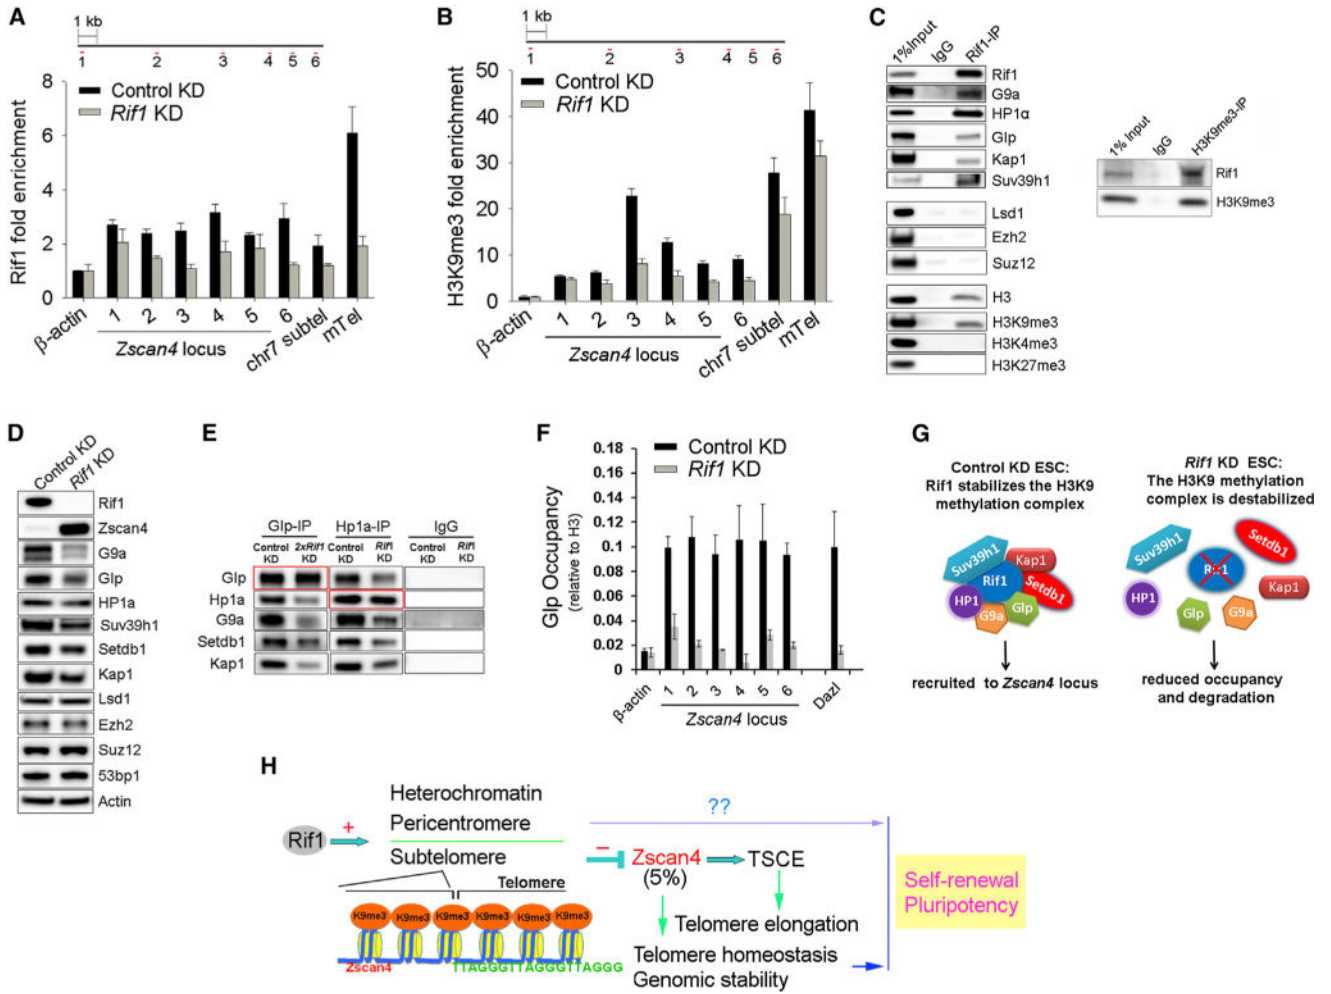 A
1 kb
1 2 3 4 5 6
Control KD
Rif1 KD
Rif1 fold enrichment
8
6
4
2
0
β-actin 1 2 3 4 5 6 chr7 subtel mTel
Zscan4 locus
B
1 kb
1 2 3 4 5 6
Control KD
Rif1 KD
H3K9me3 fold enrichment
50
40
30
20
10
0
β-actin 1 2 3 4 5 6 chr7 subtel mTel
Zscan4 locus
C
1%Input IgG Rif1-IP
Rif1
G9a
HP1α
Glp
Kap1
Suv39h1
Lsd1
Ezh2
Suz12
H3
H3K9me3
H3K4me3
H3K27me3
1% Input IgG H3K9me3-IP
Rif1
H3K9me3
D
Control KD Rif1 KD
Rif1
Zscan4
G9a
Glp
HP1a
Suv39h1
Setdb1
Kap1
Lsd1
Ezh2
Suz12
53bp1
Actin
E
Glp-IP Hp1a-IP IgG
Control KD 2xRif1 KD Control KD Rif1 KD Control KD Rif1 KD
Glp
Hp1a
G9a
Setdb1
Kap1
F
Control KD
Rif1 KD
Glp Occupancy
(relative to H3)
0.18
0.16
0.14
0.12
0.1
0.08
0.06
0.04
0.02
0
β-actin 1 2 3 4 5 6 Dazl
Zscan4 locus
G
Control KD ESC:
Rif1 stabilizes the H3K9
methylation complex
Suv39h1
Kap1
Rif1
Setdb1
HP1
Glp
G9a
recruited to Zscan4 locus
Rif1 KD ESC:
The H3K9 methylation
complex is destabilized
Suv39h1
Setdb1
Rif1
Kap1
HP1
Glp
G9a
reduced occupancy
and degradation
H
Rif1
+
Heterochromatin
Pericentromere
Subtelomere
Telomere
K9me3 K9me3 K9me3 K9me3 K9me3 K9me3
Zscan4 TTAGGGTTAGGGTTAGGG
??
–
Zscan4
(5%)
TSCE
Telomere elongation
Telomere homeostasis
Genomic stability
Self-renewal
Pluripotency